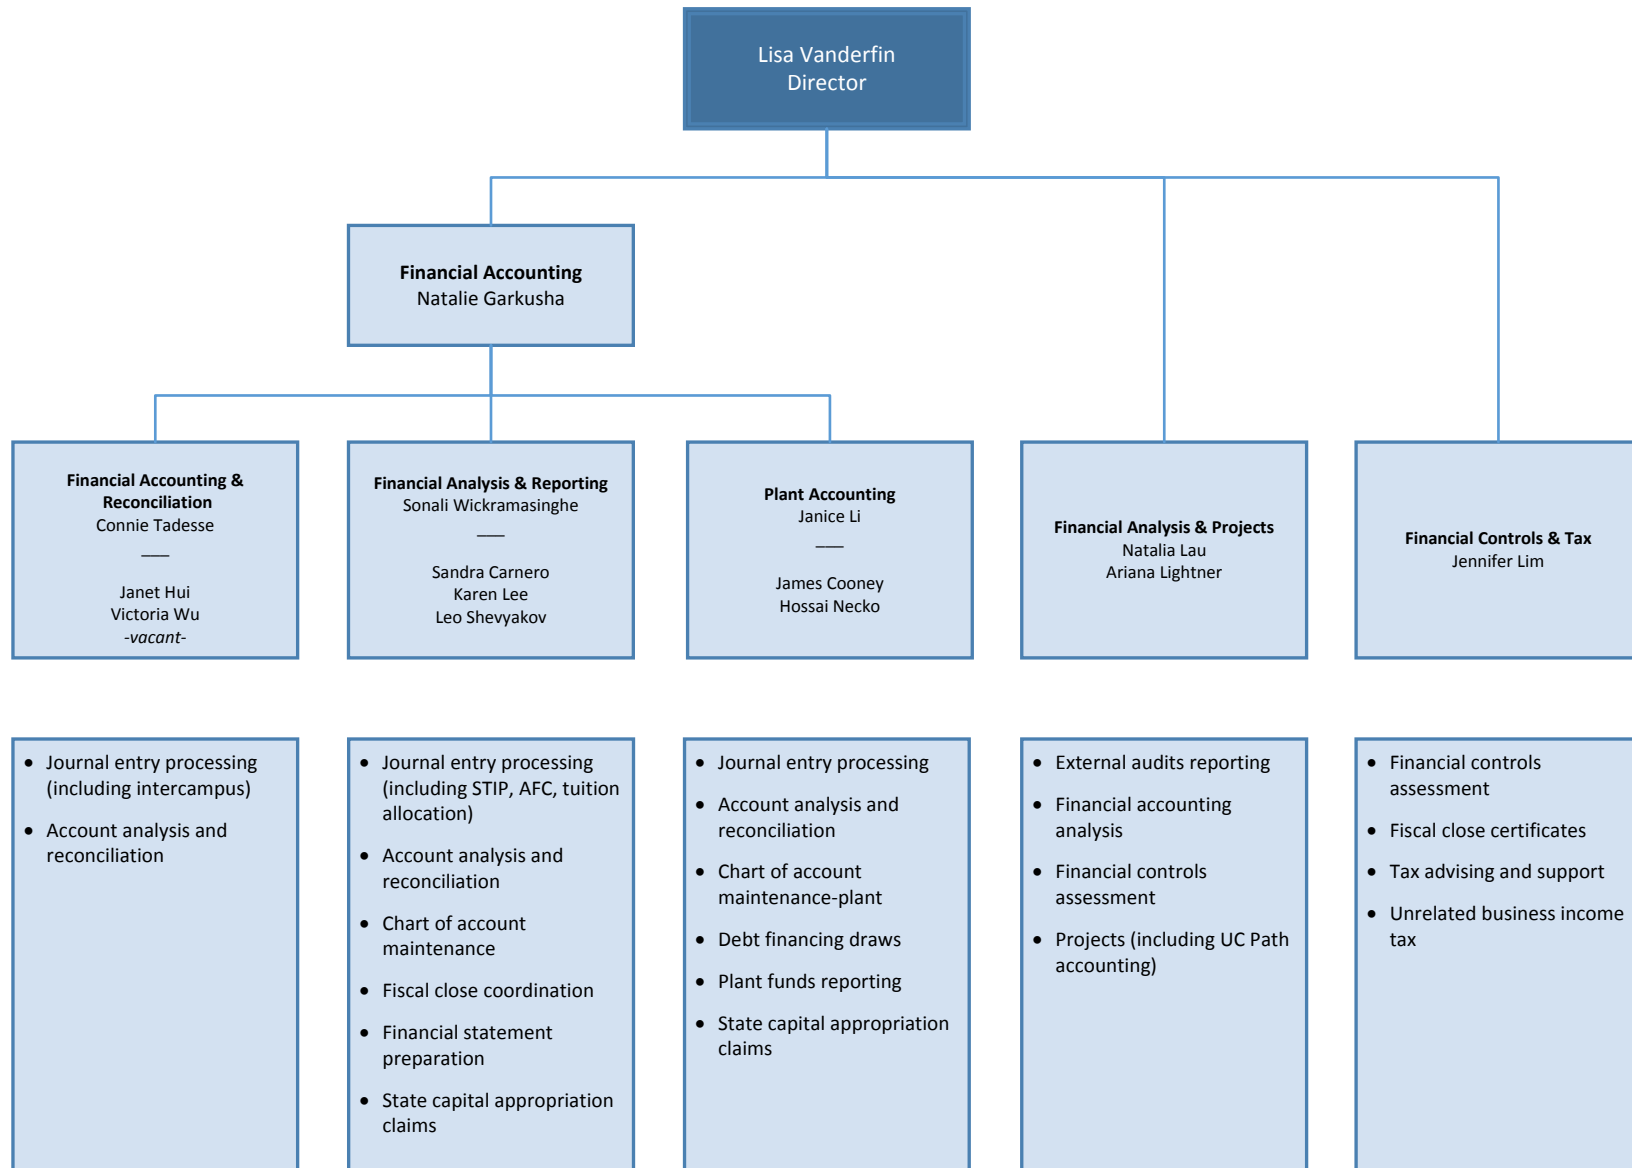 Lisa Vanderfin
Director
Financial Accounting
Natalie Garkusha
Financial Accounting &
Reconciliation
Connie Tadesse
___
Janet Hui
Victoria Wu
-vacant-
Financial Analysis & Reporting
Sonali Wickramasinghe
___
Sandra Carnero
Karen Lee
Leo Shevyakov
Plant Accounting
Janice Li
___
James Cooney
Hossai Necko
Financial Analysis & Projects
Natalia Lau
Ariana Lightner
Financial Controls & Tax
Jennifer Lim
• Journal entry processing
(including intercampus)
• Account analysis and
reconciliation
• Journal entry processing
(including STIP, AFC, tuition
allocation)
• Account analysis and
reconciliation
• Chart of account
maintenance
• Fiscal close coordination
• Financial statement
preparation
• State capital appropriation
claims
• Journal entry processing
• Account analysis and
reconciliation
• Chart of account
maintenance-plant
• Debt financing draws
• Plant funds reporting
• State capital appropriation
claims
• External audits reporting
• Financial accounting
analysis
• Financial controls
assessment
• Projects (including UC Path
accounting)
• Financial controls
assessment
• Fiscal close certificates
• Tax advising and support
• Unrelated business income
tax